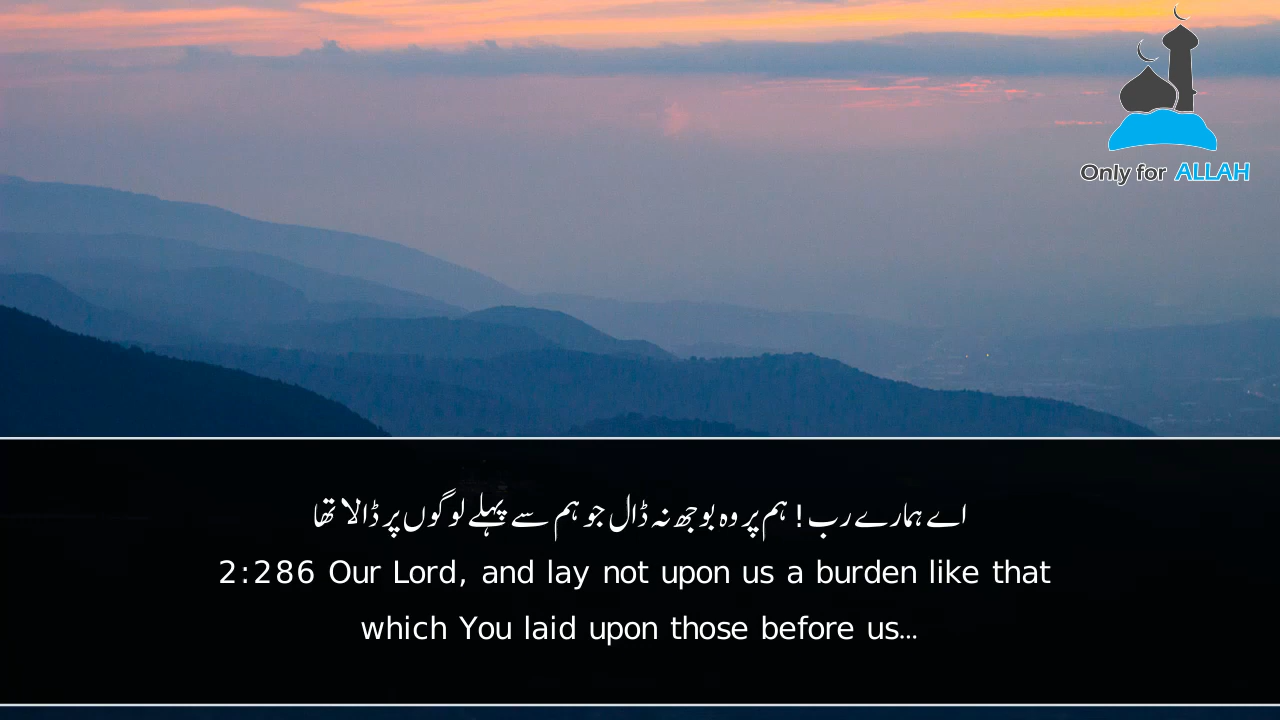 Only for ALLAH
اے ہمارے رب ! ہم پر وہ بوجھ نہ ڈال جو ہم سے پہلے لوگوں پر ڈالا تھا
2:286 Our Lord, and lay not upon us a burden like that
which You laid upon those before us...